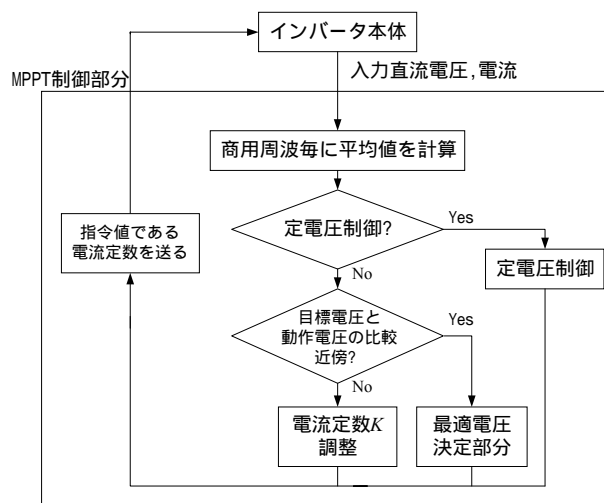 インバータ本体
入力直流電圧,電流
MPPT制御部分
商用周波毎に平均値を計算
定電圧制御?
Yes
定電圧制御
指令値である
電流定数を送る
No
目標電圧と
動作電圧の比較
近傍?
Yes
No
電流定数K
調整
最適電圧
決定部分